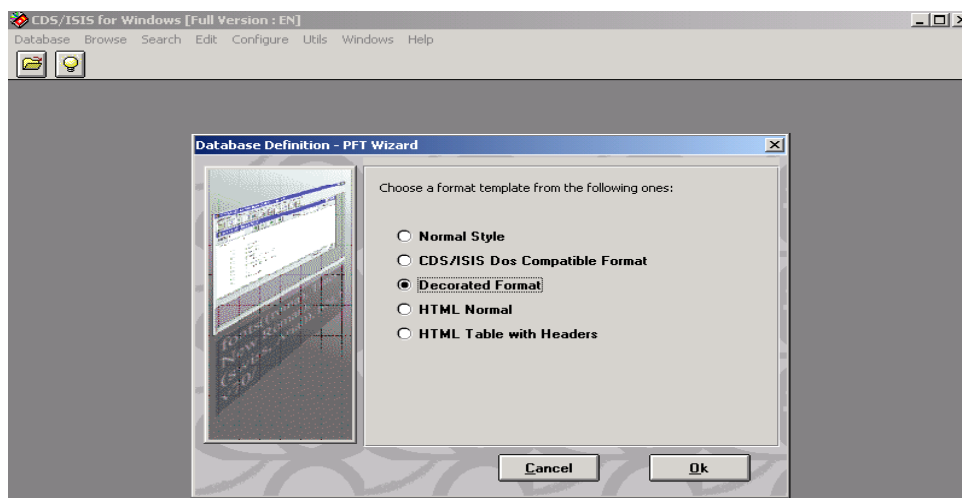 CDS/ISIS for Windows [Full Version : EN]
Database Browse Search Edit Configure Utils Windows Help
Database Definition - PFT Wizard
Choose a format template from the following ones:
Normal Style
CDS/ISIS Dos Compatible Format
Decorated Format
HTML Normal
HTML Table with Headers
Cancel Ok